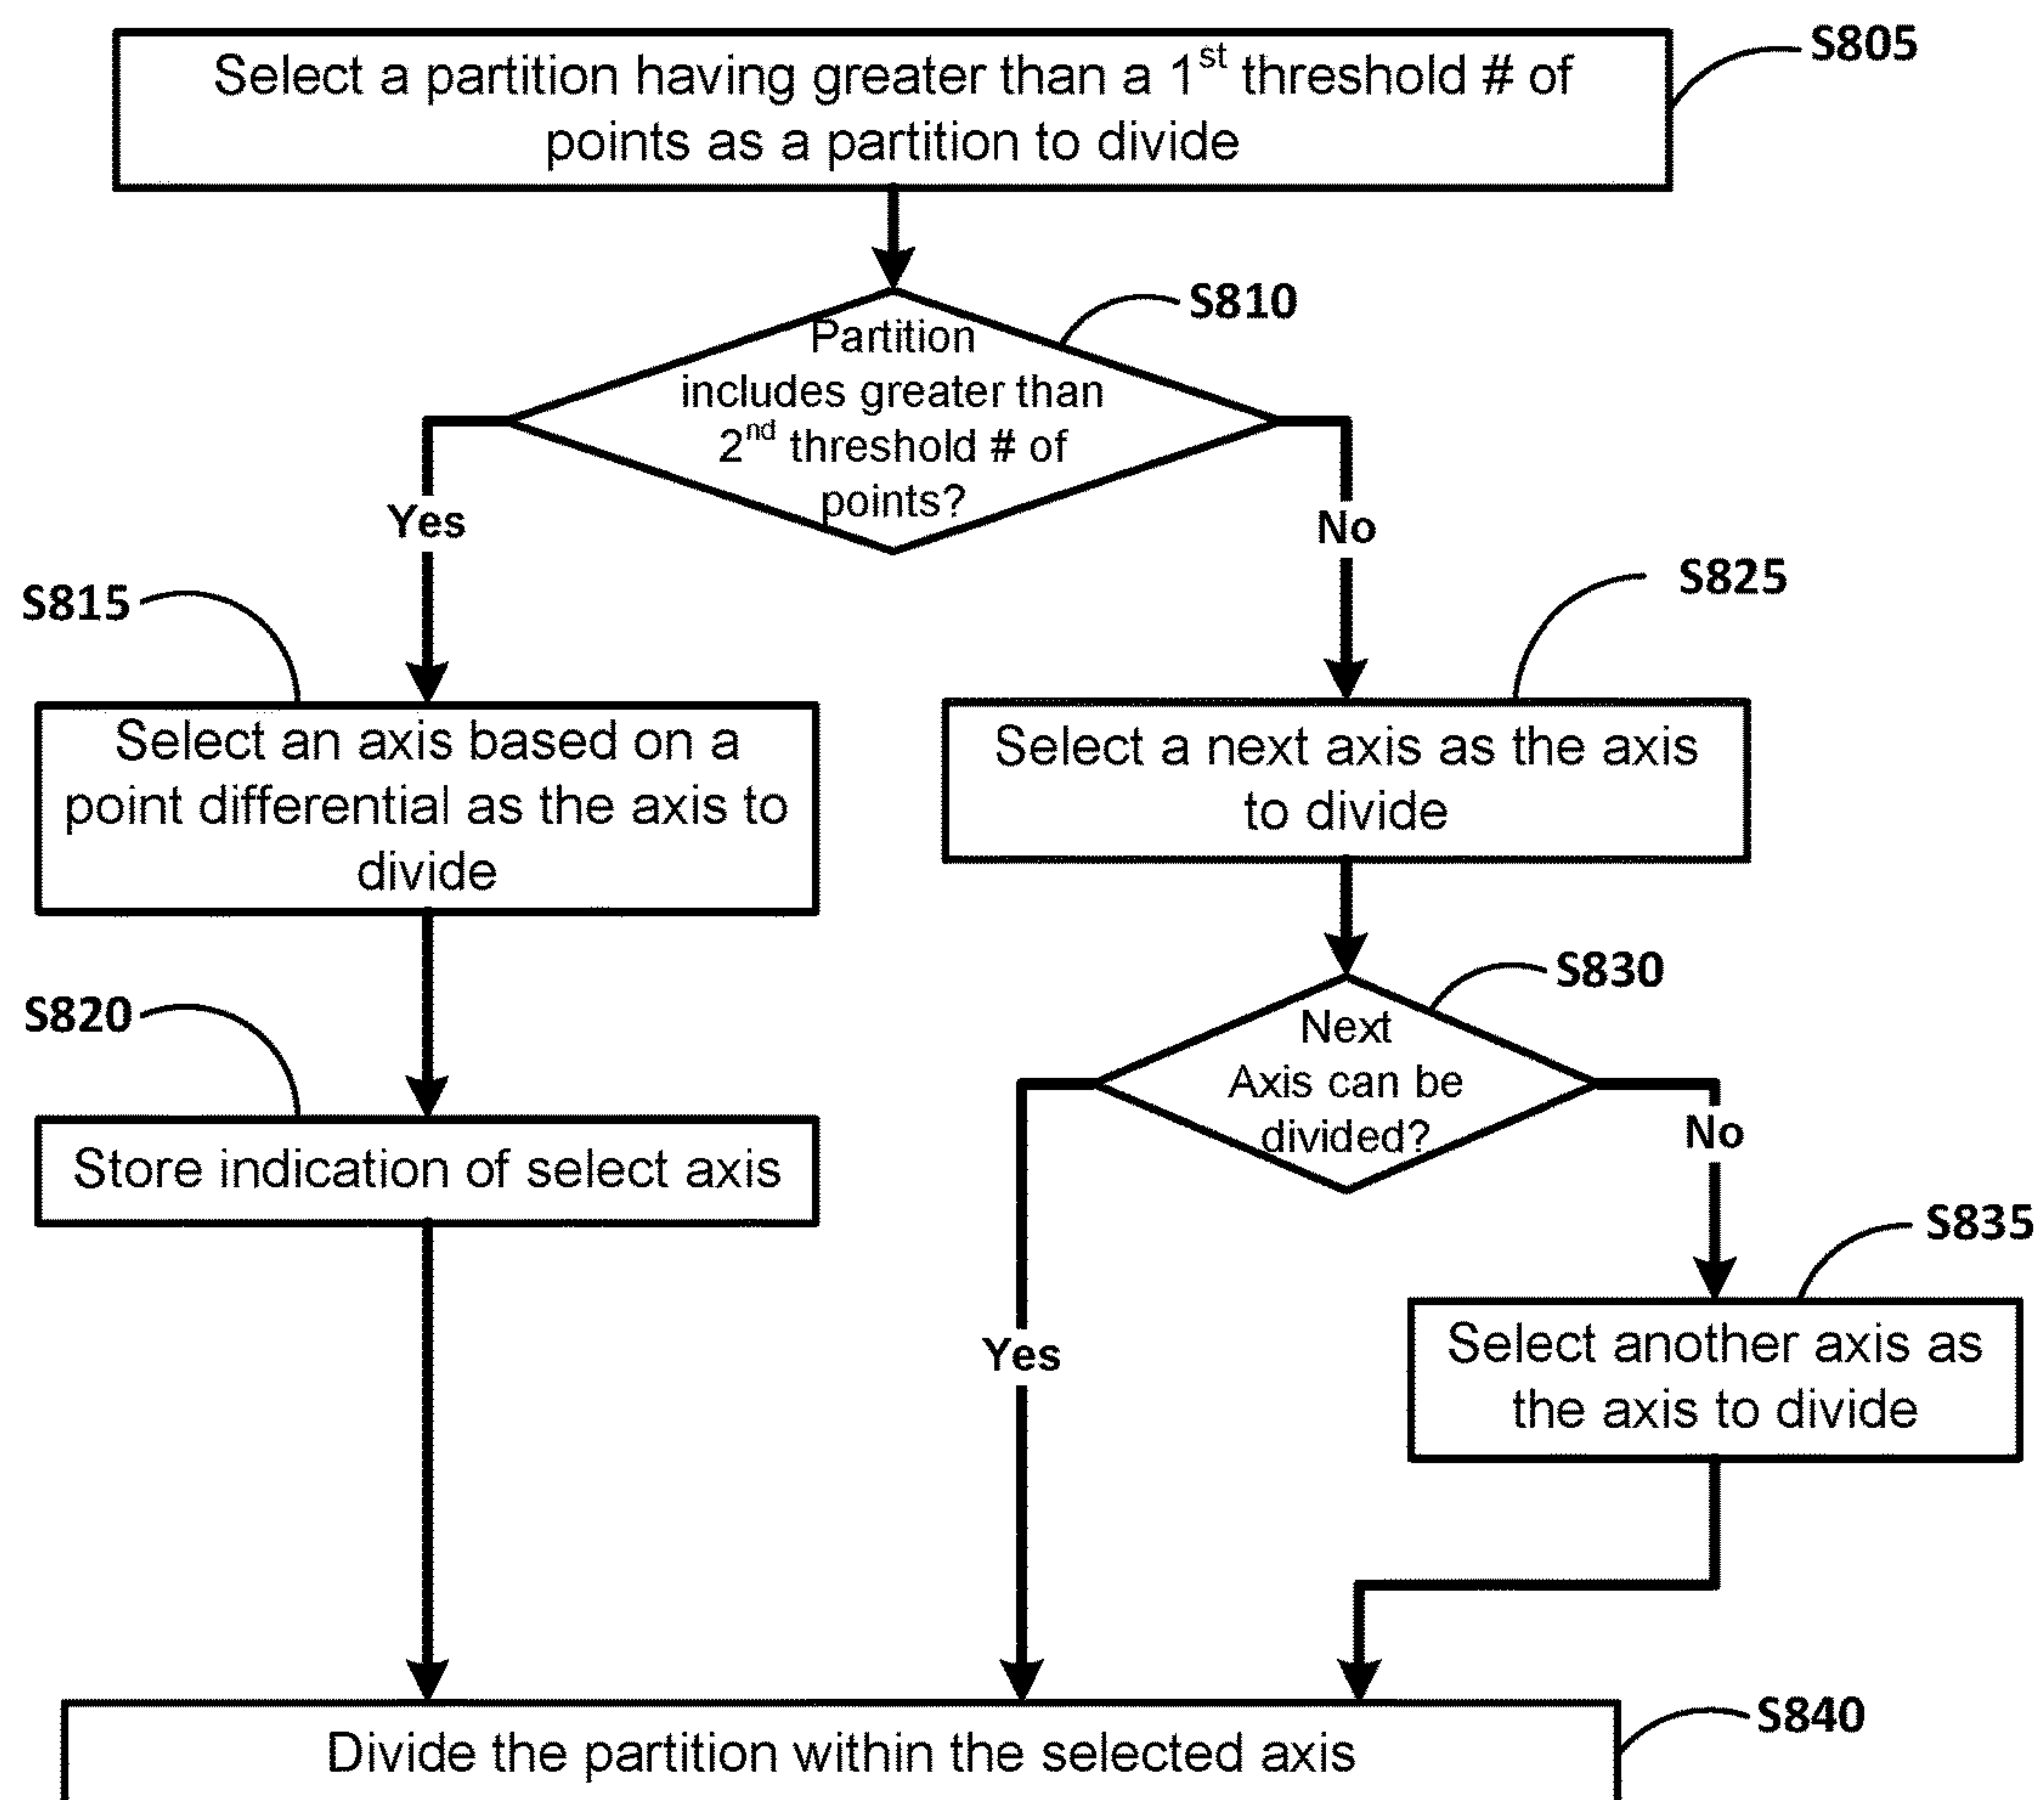 Select a partition having greater than a 1st threshold # of
points as a partition to divide
S805
Partition
includes greater than
2nd threshold # of
points?
S810
Yes
No
S815
Select an axis based on a
point differential as the axis to
divide
S825
Select a next axis as the axis
to divide
S820
Store indication of select axis
S830
Next
Axis can be
divided?
No
Yes
S835
Select another axis as
the axis to divide
S840
Divide the partition within the selected axis